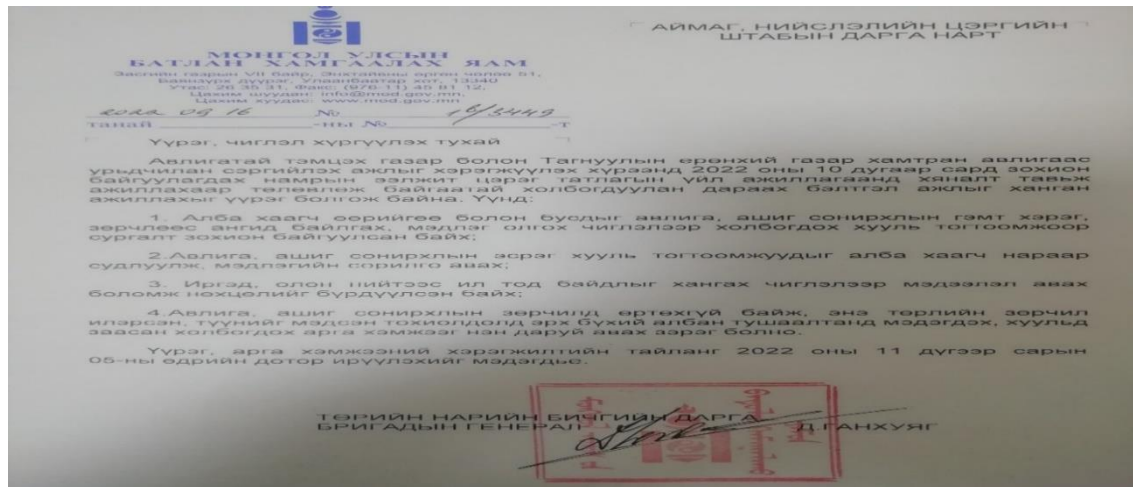 МОНГОЛ УЛСЫН
БАТЛАН ХАМГААЛАХ ЯАМ
Засгийн газрын VII байр, Энхтайвны өргөн чөлөө 51,
Баянзүрх дүүрэг, Улаанбаатар хот, 13340
Утас: 26 35 31, Факс: (976-11) 45 81 12,
Цахим шуудан: info@mod.gov.mn,
Цахим хуудас: www.mod.gov.mn
2022 09 16 № 1б/3449
танай -ны № -т
АЙМАГ, НИЙСЛЭЛИЙН ЦЭРГИЙН
ШТАБЫН ДАРГА НАРТ
Үүрэг, чиглэл хүргүүлэх тухай
Авлигатай тэмцэх газар болон Тагнуулын ерөнхий газар хамтран авлигаас
урьдчилан сэргийлэх ажлыг хэрэгжүүлэх хүрээнд 2022 оны 10 дугаар сард зохион
байгуулагдах намрын ээлжит цэрэг татлагын үйл ажиллагаанд хяналт тавьж
ажиллахаар төлөвлөж байгаатай холбогдуулан дараах бэлтгэл ажлыг ханган
ажиллахыг үүрэг болгож байна. Үүнд:
1. Алба хаагч өөрийгөө болон бусдыг авлига, ашиг сонирхлын гэмт хэрэг,
зөрчлөөс ангид байлгах, мэдлэг олгох чиглэлээр холбогдох хууль тогтоомжоор
сургалт зохион байгуулсан байх;
2.Авлига, ашиг сонирхлын эсрэг хууль тогтоомжуудыг алба хаагч нараар
судлуулж, мэдлэгийн сорилго авах;
3. Иргэд, олон нийтээс ил тод байдлыг хангах чиглэлээр мэдээлэл авах
боломж нөхцөлийг бүрдүүлсэн байх;
4.Авлига, ашиг сонирхлын зөрчилд өртөхгүй байж, энэ төрлийн зөрчил
илэрсэн, түүнийг мэдсэн тохиолдолд эрх бүхий албан тушаалтанд мэдэгдэх, хуульд
заасан холбогдох арга хэмжээг нэн даруй авах зэрэг болно.
Үүрэг, арга хэмжээний хэрэгжилтийн тайланг 2022 оны 11 дүгээр сарын
05-ны өдрийн дотор ирүүлэхийг мэдэгдье.
ТӨРИЙН НАРИЙН БИЧГИЙН ДАРГА
БРИГАДЫН ГЕНЕРАЛ Д.ГАНХУЯГ